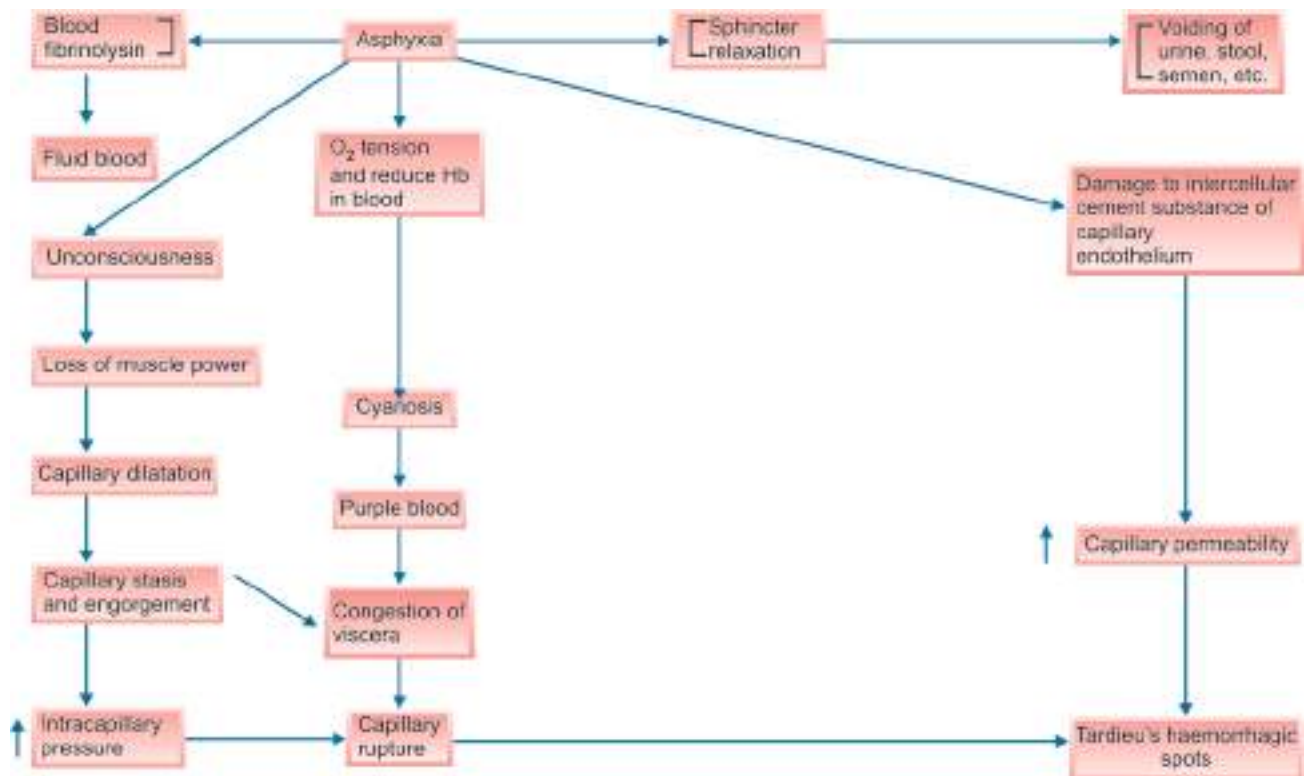 Blood
fibrinolysin
Asphyxia
Sphincter
relaxation
Voiding of
urine, stool,
semen, etc.
Fluid blood
O₂ tension
and reduce Hb
in blood
Damage to intercellular
cement substance of
capillary
endothelium
Unconsciousness
Loss of muscle power
Cyanosis
Capillary dilatation
Purple blood
Capillary permeability
Capillary stasis
and engorgement
Congestion of
viscera
Intracapillary
pressure
Capillary
rupture
Tardieu's haemorrhagic
spots